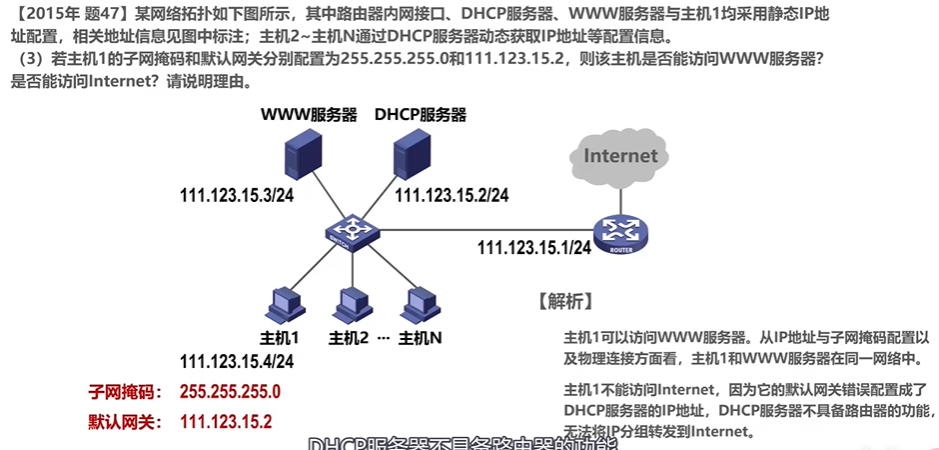 【2015年 题47】某网络拓扑如下图所示，其中路由器内网接口、DHCP服务器、WWW服务器与主机1均采用静态IP地
址配置，相关地址信息见图中标注；主机2~主机N通过DHCP服务器动态获取IP地址等配置信息。
（3）若主机1的子网掩码和默认网关分别配置为255.255.255.0和111.123.15.2，则该主机是否能访问WWW服务器？
是否能访问Internet？请说明理由。
WWW服务器 DHCP服务器
Internet
111.123.15.3/24
111.123.15.2/24
SWITCH
111.123.15.1/24
ROUTER
【解析】
主机1 主机2 ··· 主机N
111.123.15.4/24
子网掩码： 255.255.255.0
默认网关： 111.123.15.2
主机1可以访问WWW服务器。从IP地址与子网掩码配置以
及物理连接方面看，主机1和WWW服务器在同一网络中。
主机1不能访问Internet，因为它的默认网关错误配置成了
DHCP服务器的IP地址，DHCP服务器不具备路由器的功能，
无法将IP分组转发到Internet。
DHCP服务器不具备路由器的功能